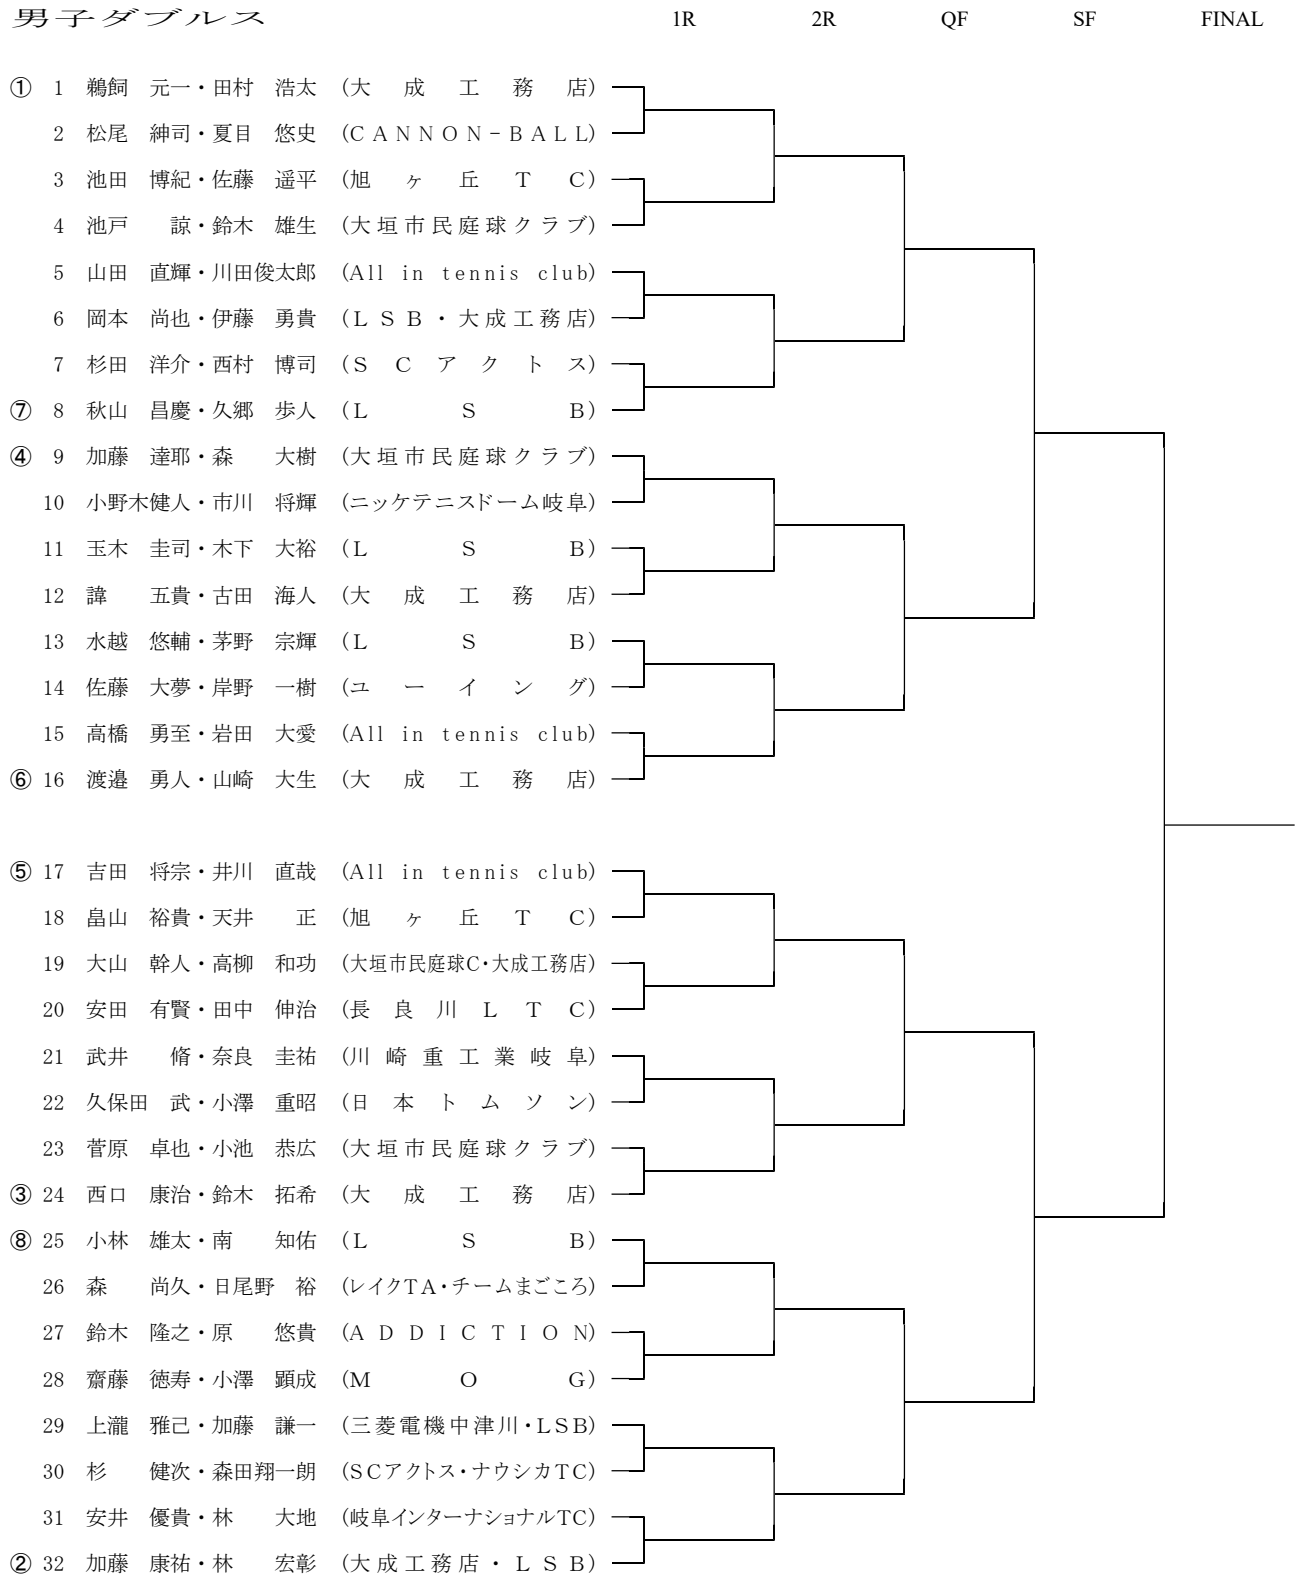 男子ダブルス 1R 2R QF SF FINAL
① 1 鵜飼 元一・田村 浩太 (大成工務店)
2 松尾 紳司・夏目 悠史 (CANNON-BALL)
3 池田 博紀・佐藤 遥平 (旭ヶ丘TC)
4 池戸 諒・鈴木 雄生 (大垣市民庭球クラブ)
5 山田 直輝・川田俊太郎 (All in tennis club)
6 岡本 尚也・伊藤 勇貴 (LSB・大成工務店)
7 杉田 洋介・西村 博司 (SCアクトス)
⑦ 8 秋山 昌慶・久郷 歩人 (LSB)
④ 9 加藤 達耶・森 大樹 (大垣市民庭球クラブ)
10 小野木健人・市川 将輝 (ニッケテニスドーム岐阜)
11 玉木 圭司・木下 大裕 (LSB)
12 諱 五貴・古田 海人 (大成工務店)
13 水越 悠輔・茅野 宗輝 (LSB)
14 佐藤 大夢・岸野 一樹 (ユーイング)
15 高橋 勇至・岩田 大愛 (All in tennis club)
⑥ 16 渡邉 勇人・山崎 大生 (大成工務店)
⑤ 17 吉田 将宗・井川 直哉 (All in tennis club)
18 畠山 裕貴・天井 正 (旭ヶ丘TC)
19 大山 幹人・高柳 和功 (大垣市民庭球C・大成工務店)
20 安田 有賢・田中 伸治 (長良川LTC)
21 武井 脩・奈良 圭祐 (川崎重工業岐阜)
22 久保田 武・小澤 重昭 (日本トムソン)
23 菅原 卓也・小池 恭広 (大垣市民庭球クラブ)
③ 24 西口 康治・鈴木 拓希 (大成工務店)
⑧ 25 小林 雄太・南 知佑 (LSB)
26 森 尚久・日尾野 裕 (レイクTA・チームまごころ)
27 鈴木 隆之・原 悠貴 (ADDICTION)
28 齋藤 徳寿・小澤 顕成 (MOG)
29 上瀧 雅己・加藤 謙一 (三菱電機中津川・LSB)
30 杉 健次・森田翔一朗 (SCアクトス・ナウシカTC)
31 安井 優貴・林 大地 (岐阜インターナショナルTC)
② 32 加藤 康祐・林 宏彰 (大成工務店・LSB)